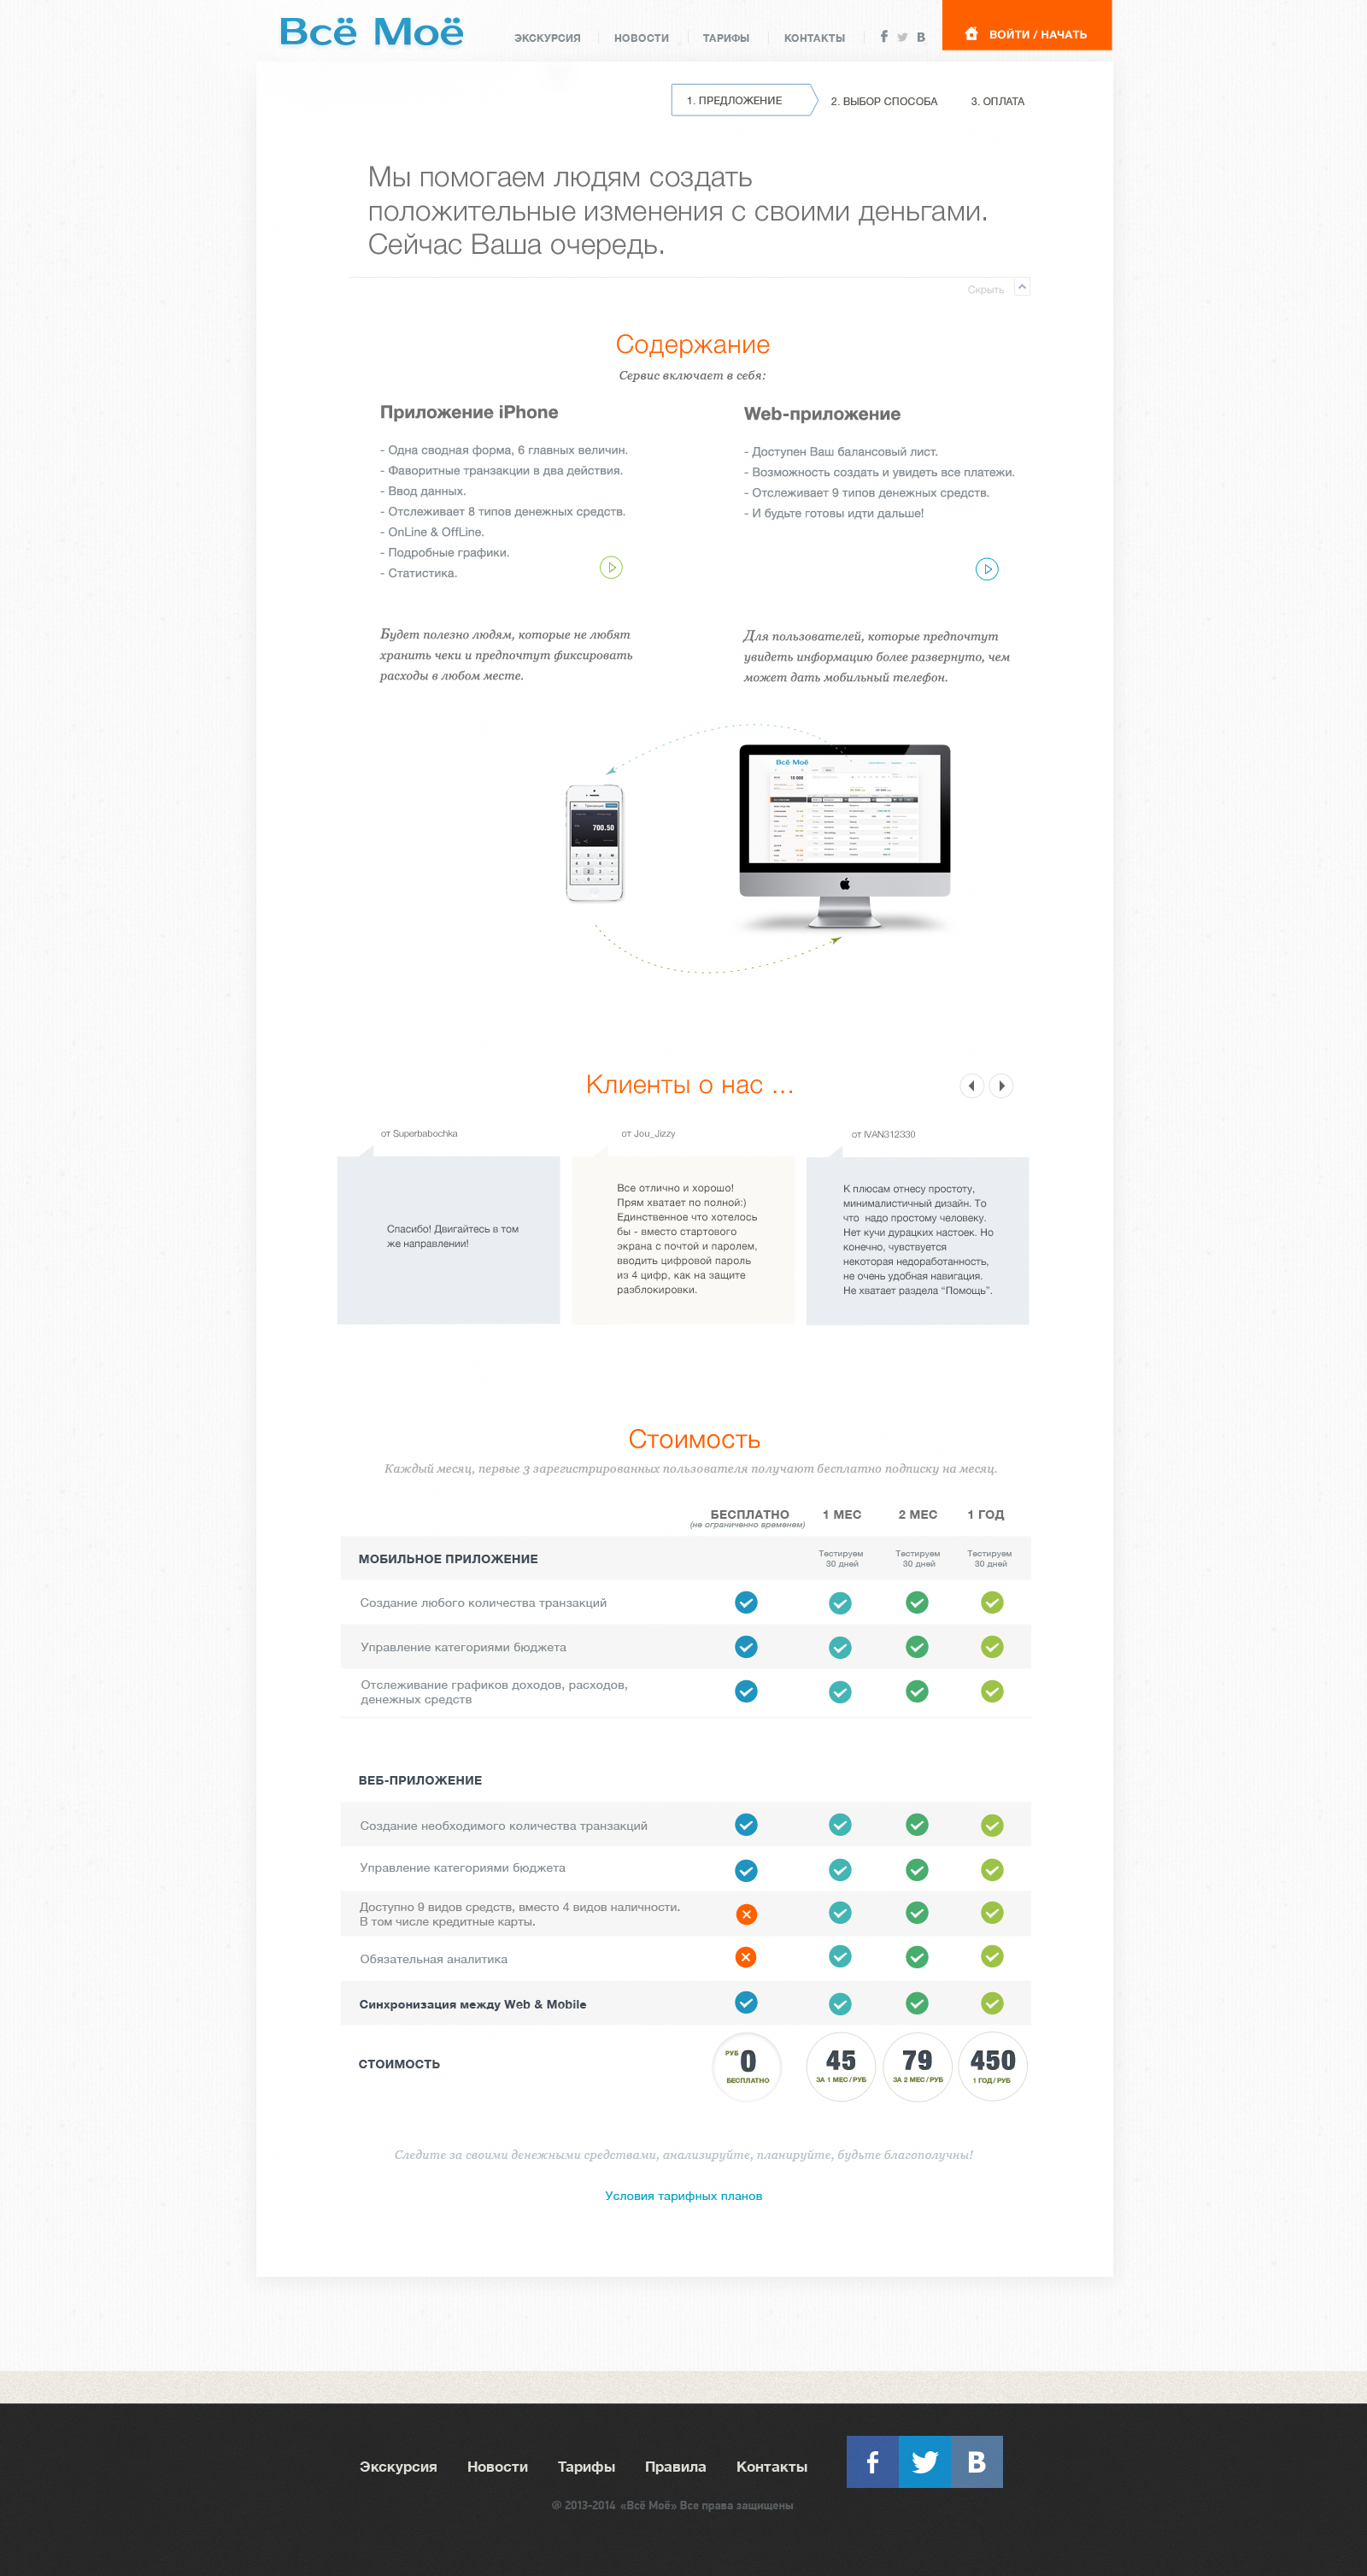 Всё Моё
ЭКСКУРСИЯ
НОВОСТИ
ТАРИФЫ
КОНТАКТЫ
f
B
ВОЙТИ / НАЧАТЬ
1. ПРЕДЛОЖЕНИЕ
2. ВЫБОР СПОСОБА
3. ОПЛАТА
Мы помогаем людям создать
положительные изменения с своими деньгами.
Сейчас Ваша очередь.
Скрыть
Содержание
Сервис включает в себя:
Приложение iPhone
- Одна сводная форма, 6 главных величин.
- Фаворитные транзакции в два действия.
- Ввод данных.
- Отслеживает 8 типов денежных средств.
- OnLine & OffLine.
- Подробные графики.
- Статистика.
Будет полезно людям, которые не любят
хранить чеки и предпочтут фиксировать
расходы в любом месте.
Web-приложение
- Доступен Ваш балансовый лист.
- Возможность создать и увидеть все платежи.
- Отслеживает 9 типов денежных средств.
- И будьте готовы идти дальше!
Для пользователей, которые предпочтут
увидеть информацию более развернуто, чем
может дать мобильный телефон.
700.50
Всё Моё
10 000
Клиенты о нас ...
от Superbabochka
Спасибо! Двигайтесь в том
же направлении!
от Jou_Jizzy
Все отлично и хорошо!
Прям хватает по полной:)
Единственное что хотелось
бы - вместо стартового
экрана с почтой и паролем,
вводить цифровой пароль
из 4 цифр, как на защите
разблокировки.
от IVAN312330
К плюсам отнесу простоту,
минималистичный дизайн. То
что надо простому человеку.
Нет кучи дурацких настоек. Но
конечно, чувствуется
некоторая недоработанность,
не очень удобная навигация.
Не хватает раздела “Помощь”.
Стоимость
Каждый месяц, первые 3 зарегистрированных пользователя получают бесплатно подписку на месяц.
БЕСПЛАТНО
(не ограниченно временем)
1 МЕС
2 МЕС
1 ГОД
МОБИЛЬНОЕ ПРИЛОЖЕНИЕ
Тестируем
30 дней
Тестируем
30 дней
Тестируем
30 дней
Создание любого количества транзакций
Управление категориями бюджета
Отслеживание графиков доходов, расходов,
денежных средств
ВЕБ-ПРИЛОЖЕНИЕ
Создание необходимого количества транзакций
Управление категориями бюджета
Доступно 9 видов средств, вместо 4 видов наличности.
В том числе кредитные карты.
Обязательная аналитика
Синхронизация между Web & Mobile
СТОИМОСТЬ
РУБ 0
БЕСПЛАТНО
45
ЗА 1 МЕС / РУБ
79
ЗА 2 МЕС / РУБ
450
1 ГОД / РУБ
Следите за своими денежными средствами, анализируйте, планируйте, будьте благополучны!
Условия тарифных планов
Экскурсия
Новости
Тарифы
Правила
Контакты
f
B
@ 2013-2014 «Всё Моё» Все права защищены